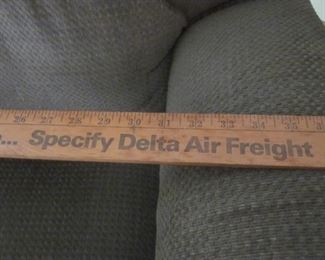 26 27 28 29 30 31 32 33 34 35
... Specify Delta Air Freight